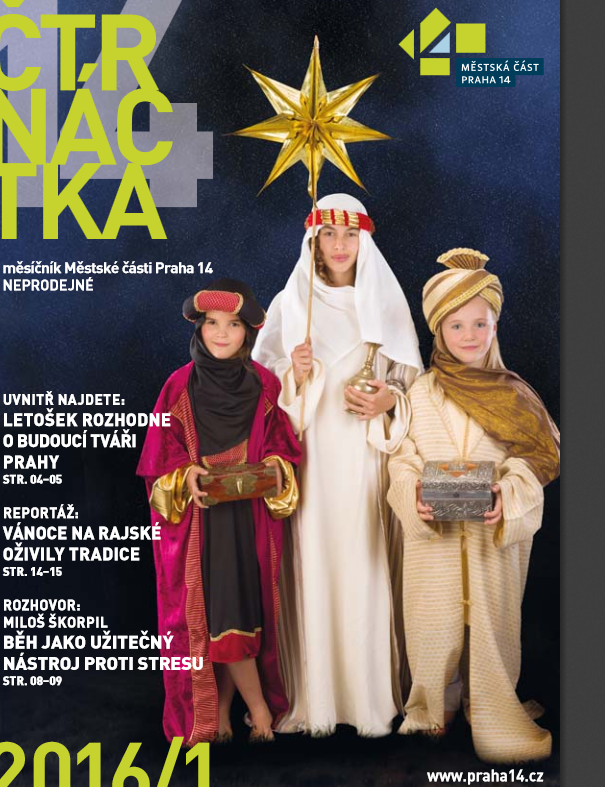 ČTR
NÁC
TKA
14
MĚSTSKÁ ČÁST
PRAHA 14
měsíčník Městské části Praha 14
NEPRODEJNÉ
UVNITŘ NAJDETE:
LETOŠEK ROZHODNE
O BUDOUCÍ TVÁŘI
PRAHY
STR. 04–05
REPORTÁŽ:
VÁNOCE NA RAJSKÉ
OŽIVILY TRADICE
STR. 14–15
ROZHOVOR:
MILOŠ ŠKORPIL
BĚH JAKO UŽITEČNÝ
NÁSTROJ PROTI STRESU
STR. 08–09
2016/1
www.praha14.cz